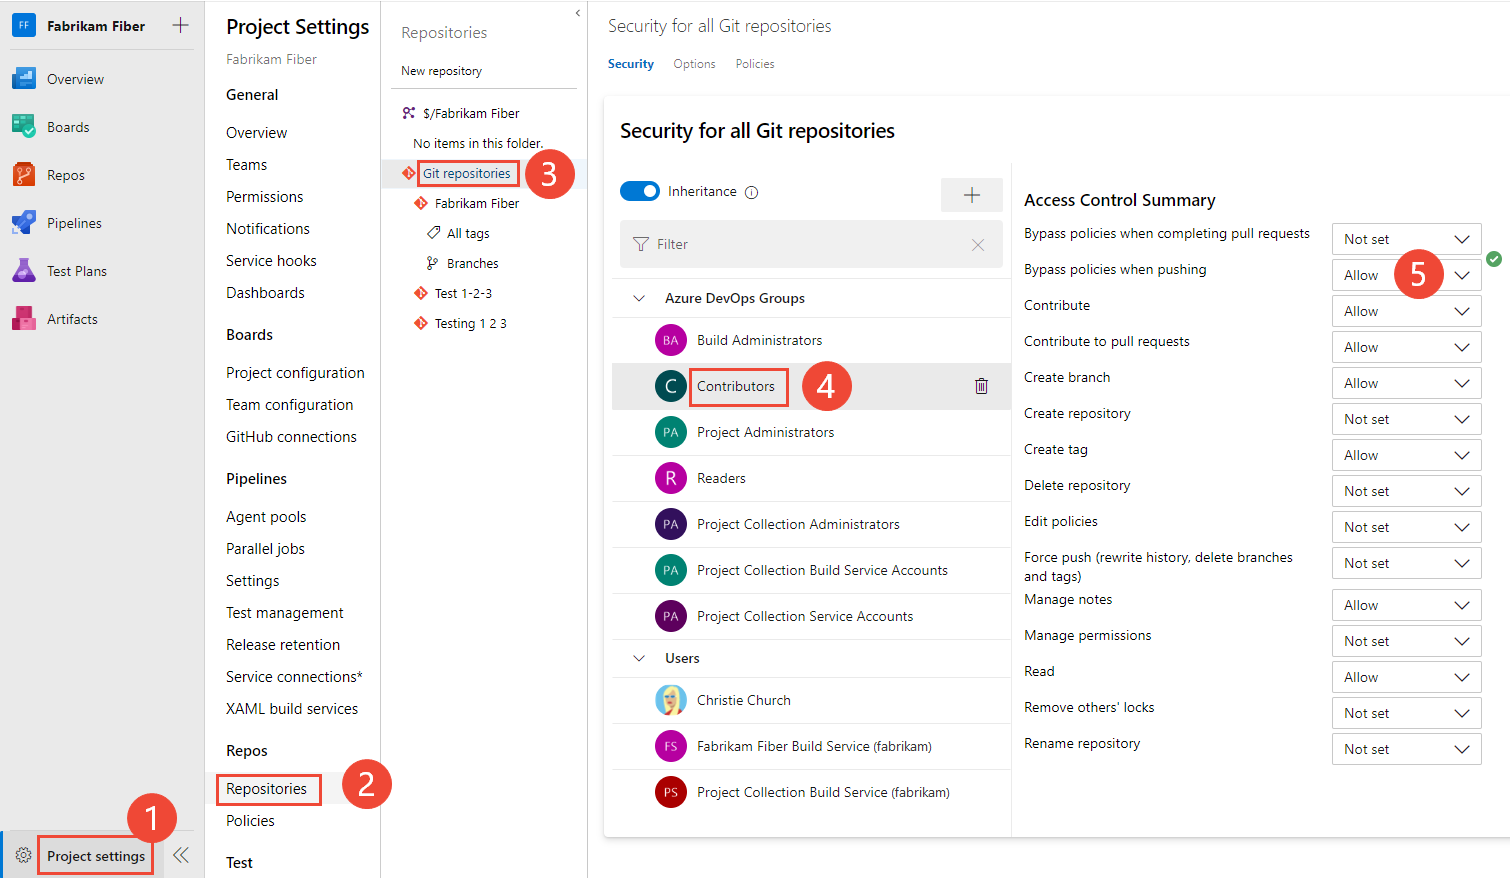 FF
Fabrikam Fiber
Overview
Boards
Repos
Pipelines
Test Plans
Artifacts
1
Project settings
Project Settings
Fabrikam Fiber
General
Overview
Teams
Permissions
Notifications
Service hooks
Dashboards
Boards
Project configuration
Team configuration
GitHub connections
Pipelines
Agent pools
Parallel jobs
Settings
Test management
Release retention
Service connections*
XAML build services
Repos
Repositories
2
Policies
Test
Repositories
New repository
$/Fabrikam Fiber
No items in this folder.
Git repositories
3
Fabrikam Fiber
All tags
Branches
Test 1-2-3
Testing 1 2 3
Security for all Git repositories
Security Options Policies
Security for all Git repositories
Inheritance
Filter
Azure DevOps Groups
BA Build Administrators
C Contributors
4
PA Project Administrators
R Readers
PA Project Collection Administrators
PA Project Collection Build Service Accounts
PA Project Collection Service Accounts
Users
Christie Church
FS Fabrikam Fiber Build Service (fabrikam)
PS Project Collection Build Service (fabrikam)
Access Control Summary
Bypass policies when completing pull requests Not set
Bypass policies when pushing Allow
5
Contribute Allow
Contribute to pull requests Allow
Create branch Allow
Create repository Not set
Create tag Allow
Delete repository Not set
Edit policies Not set
Force push (rewrite history, delete branches Not set
and tags)
Manage notes Allow
Manage permissions Not set
Read Allow
Remove others' locks Not set
Rename repository Not set